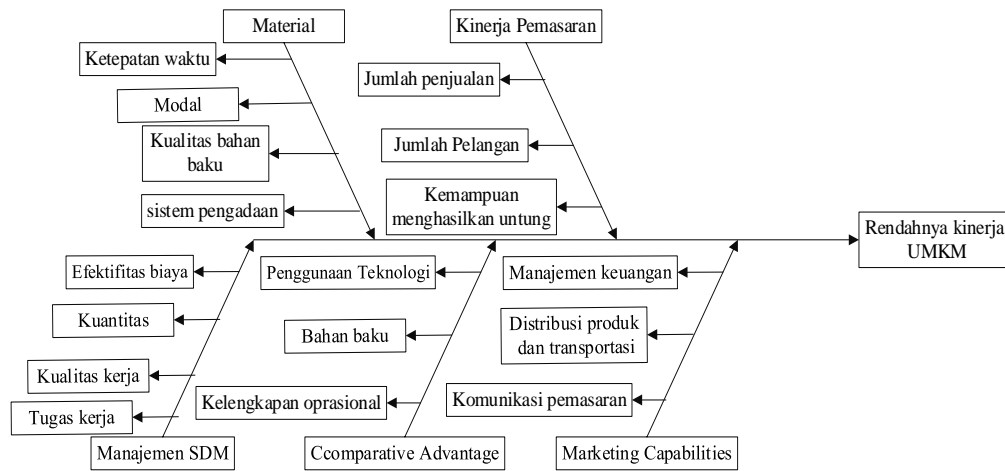 Material
Ketepatan waktu
Modal
Kualitas bahan
baku
sistem pengadaan
Kinerja Pemasaran
Jumlah penjualan
Jumlah Pelangan
Kemampuan
menghasilkan untung
Rendahnya kinerja
UMKM
Efektifitas biaya
Kuantitas
Kualitas kerja
Tugas kerja
Manajemen SDM
Penggunaan Teknologi
Bahan baku
Kelengkapan oprasional
Ccomparative Advantage
Manajemen keuangan
Distribusi produk
dan transportasi
Komunikasi pemasaran
Marketing Capabilities